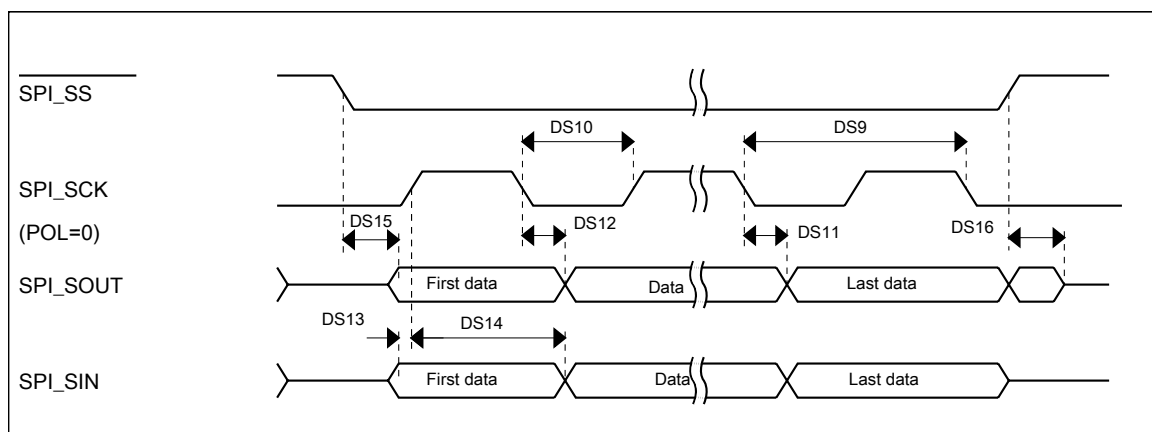 SPI_SS
DS10
DS9
SPI_SCK
(POL=0)
DS15
DS12
DS11
DS16
SPI_SOUT
First data
Data
Last data
DS13
DS14
SPI_SIN
First data
Data
Last data